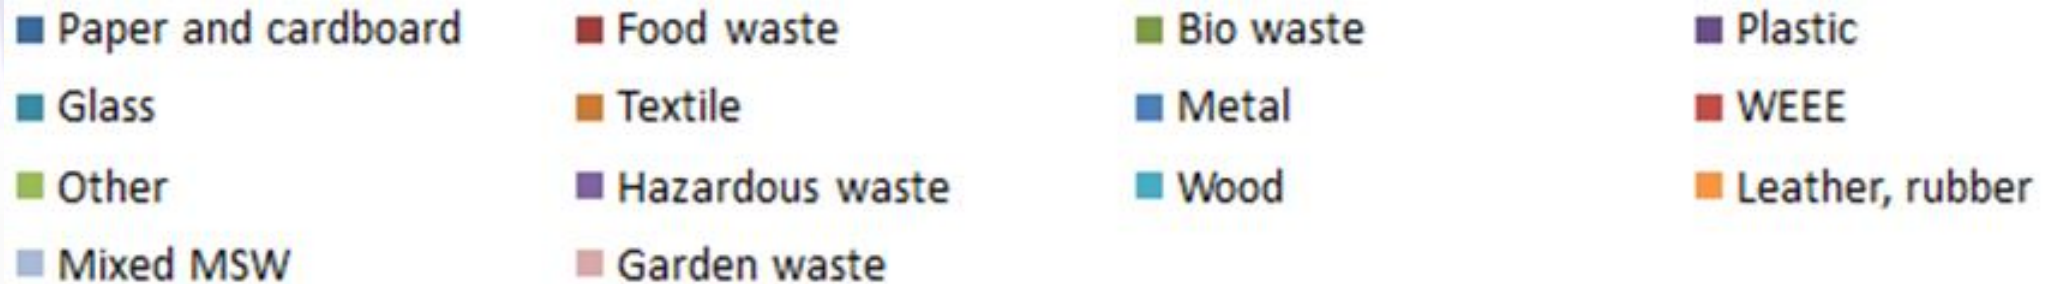 Paper and cardboard Food waste Bio waste Plastic
Glass Textile Metal WEEE
Other Hazardous waste Wood Leather, rubber
Mixed MSW Garden waste